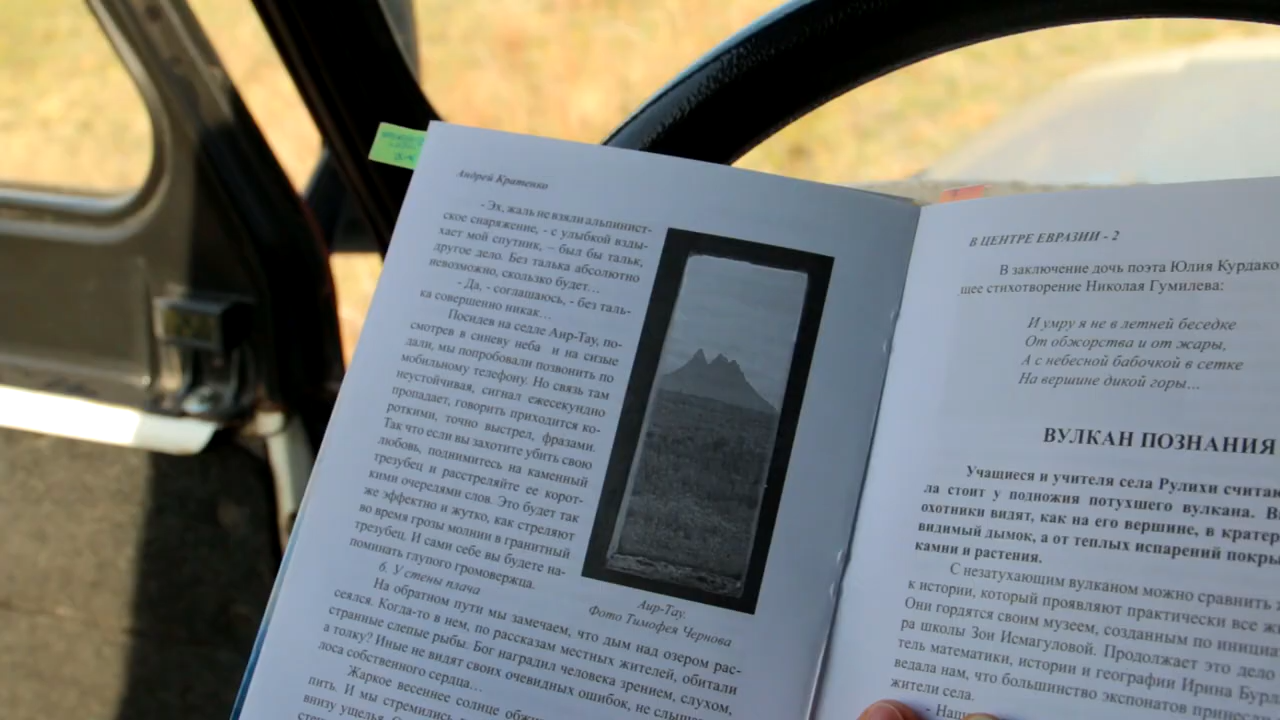 Андрей Кратенко
- Эх, жаль не взяли альпинист-
ское снаряжение, - с улыбкой взды-
хает мой спутник, – был бы тальк,
другое дело. Без талька абсолютно
невозможно, скользко будет…
- Да, - соглашаюсь, - без таль-
ка совершенно никак…
Посидев на седле Аир-Тау, по-
смотрев в синеву неба и на сизые
дали, мы попробовали позвонить по
мобильному телефону. Но связь там
неустойчивая, сигнал ежесекундно
пропадает, говорить приходится ко-
роткими, точно выстрел, фразами.
Так что если вы захотите убить свою
любовь, поднимитесь на каменный
трезубец и расстреляйте ее корот-
кими очередями слов. Это будет так
же эффектно и жутко, как стреляют
во время грозы молнии в гранитный
трезубец. И сами себе вы будете на-
поминать глупого громовержца.
6. У стены плача
На обратном пути мы замечаем, что дым над озером рас-
сеялся. Когда-то в нем, по рассказам местных жителей, обитали
странные слепые рыбы. Бог наградил человека зрением, слухом,
а толку? Иные не видят своих очевидных ошибок, не слышат
лоса собственного сердца…
Жаркое весеннее солнце
пить. И мы стремились
внизу ущелья.
Аир-Тау.
Фото Тимофея Чернова
В ЦЕНТРЕ ЕВРАЗИИ - 2
В заключение дочь поэта Юлия Курдако
щее стихотворение Николая Гумилева:
И умру я не в летней беседке
От обжорства и от жары,
А с небесной бабочкой в сетке
На вершине дикой горы…
ВУЛКАН ПОЗНАНИЯ
Учащиеся и учителя села Рулихи считаю
ла стоит у подножия потухшего вулкана.
охотники видят, как на его вершине, в кратер
видимый дымок, а от теплых испарений покры
камни и растения.
С незатухающим вулканом можно сравнить
к истории, который проявляют практически все
Они гордятся своим музеем, созданным по инициа
ра школы Зои Исмагуловой. Продолжает это дело
тель математики, истории и географии Ирина Бурл
ведала нам, что большинство экспонатов принесл
жители села.
- Наш